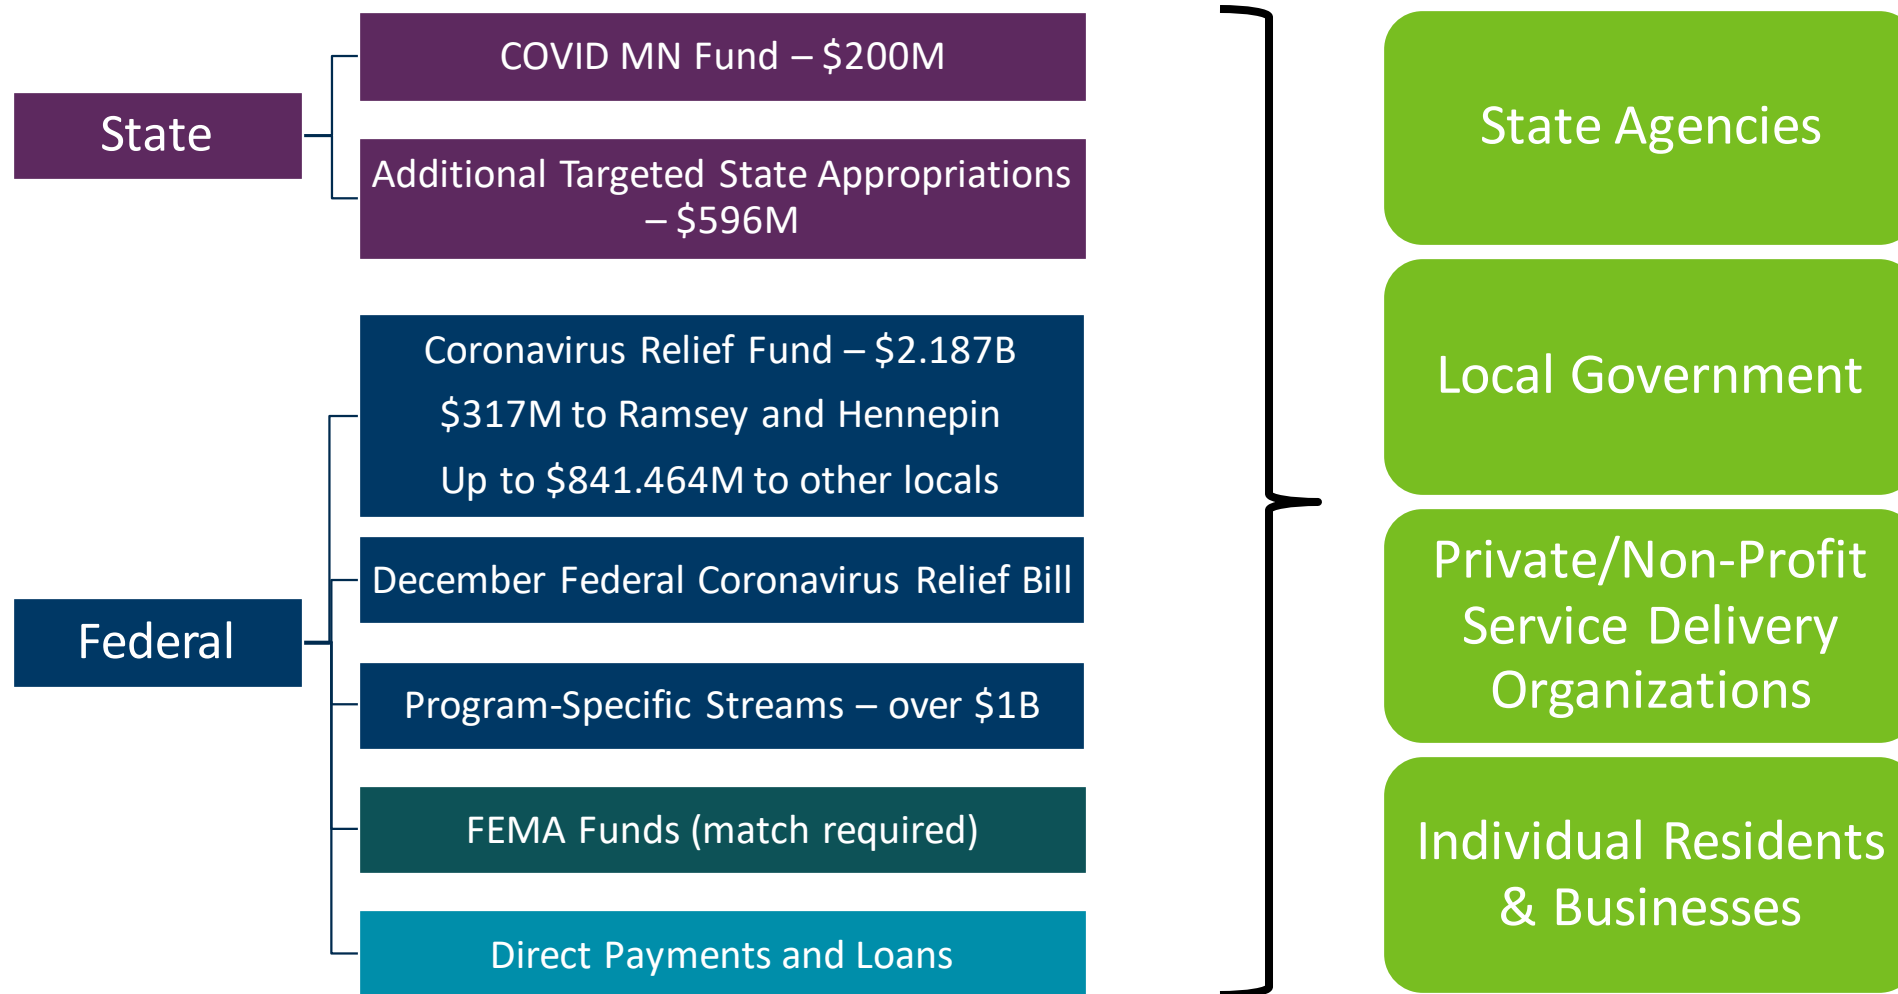 State
COVID MN Fund – $200M
Additional Targeted State Appropriations
– $596M
Federal
Coronavirus Relief Fund – $2.187B
$317M to Ramsey and Hennepin
Up to $841.464M to other locals
December Federal Coronavirus Relief Bill
Program-Specific Streams – over $1B
FEMA Funds (match required)
Direct Payments and Loans
State Agencies
Local Government
Private/Non-Profit
Service Delivery
Organizations
Individual Residents
& Businesses